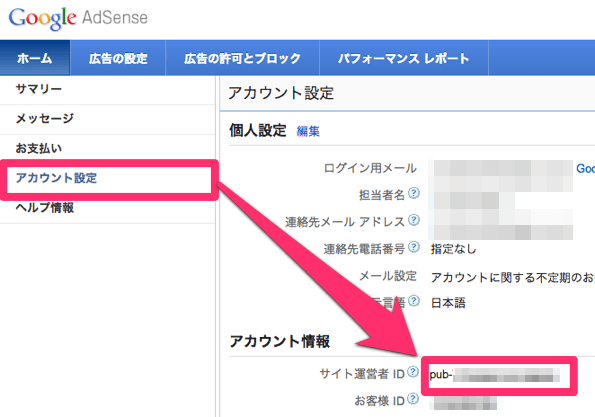 Google AdSense
ホーム 広告の設定 広告の許可とブロック パフォーマンス レポート
サマリー
メッセージ
お支払い
アカウント設定
ヘルプ情報
アカウント設定
個人設定 編集
ログイン用メール Goo
担当者名 ?
連絡先メール アドレス ?
連絡先電話番号 ? 指定なし
メール設定 アカウントに関する不定期のお
示言語 ? 日本語
アカウント情報
サイト運営者 ID ? pub-
お客様 ID ?